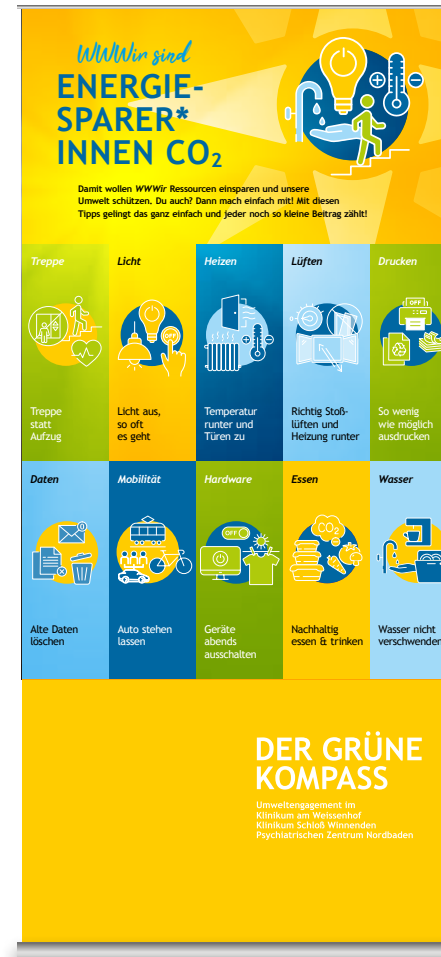 WWWir sind
ENERGIE-
SPARER*
INNEN CO₂
Damit wollen WWWir Ressourcen einsparen und unsere
Umwelt schützen. Du auch? Dann mach einfach mit! Mit diesen
Tipps gelingt das ganz einfach und jeder noch so kleine Beitrag zählt!
Treppe
Treppe
statt
Aufzug
Licht
OFF
Licht aus,
so oft
es geht
Heizen
Temperatur
runter und
Türen zu
Lüften
Richtig Stoß-
lüften und
Heizung runter
Drucken
OFF
So wenig
wie möglich
ausdrucken
Daten
Alte Daten
löschen
Mobilität
Auto stehen
lassen
Hardware
OFF
Geräte
abends
ausschalten
Essen
CO₂
Nachhaltig
essen & trinken
Wasser
Wasser nicht
verschwenden
DER GRÜNE
KOMPASS
Umweltengagement im
Klinikum am Weissenhof
Klinikum Schloß Winnenden
Psychiatrischen Zentrum Nordbaden